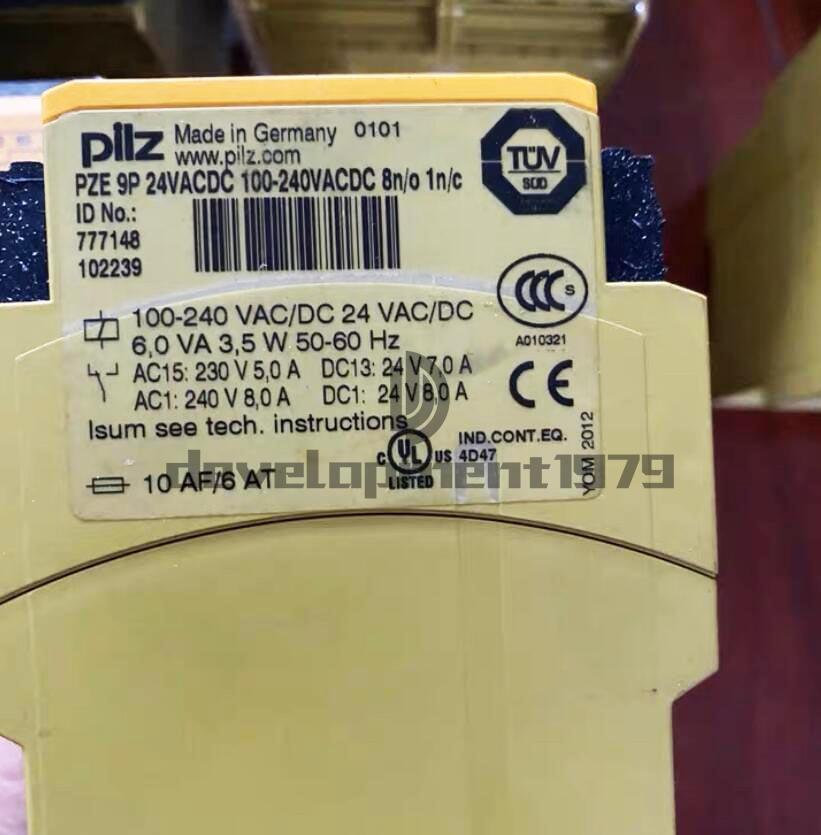 pilz Made in Germany 0101
www.pilz.com
PZE 9P 24VACDC 100-240VACDC 8n/o 1n/c
ID No.:
777148
102239
TÜV
SÜD
CCC S
A010321
100-240 VAC/DC 24 VAC/DC
6,0 VA 3,5 W 50-60 Hz
AC15: 230 V 5,0 A DC13: 24 V 7,0 A
AC1: 240 V 8,0 A DC1: 24 V 8,0 A
CE
Isum see tech. instructions
C UL US
LISTED
IND.CONT.EQ.
4D47
YOM 2012
10 AF/6 AT
development1979